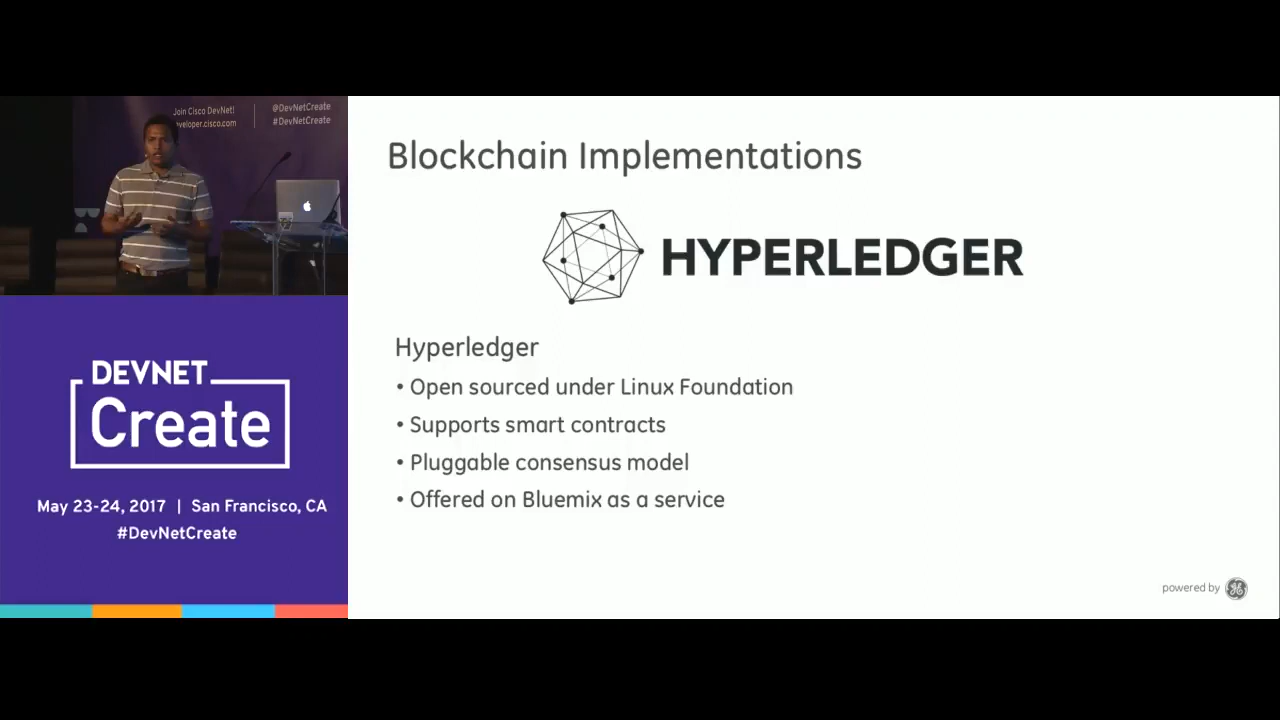 Join Cisco DevNet!
eveloper.cisco.com
@DevNetCreate
#DevNetCreate
DEVNET
Create
May 23-24, 2017 | San Francisco, CA
#DevNetCreate
Blockchain Implementations
HYPERLEDGER
Hyperledger
• Open sourced under Linux Foundation
• Supports smart contracts
• Pluggable consensus model
• Offered on Bluemix as a service
powered by